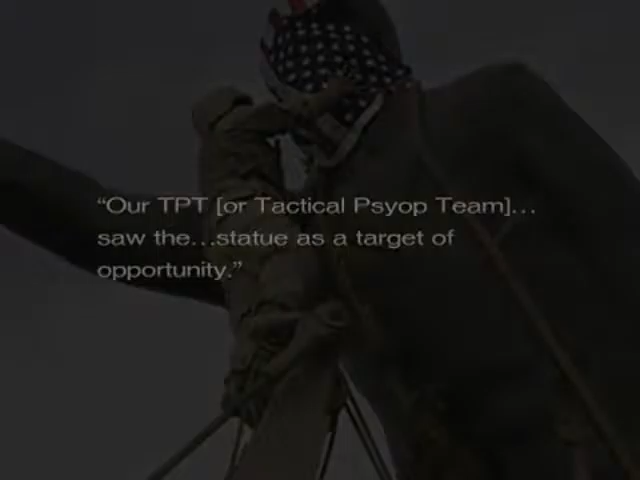 “Our TPT [or Tactical Psyop Team]...
saw the...statue as a target of
opportunity.”